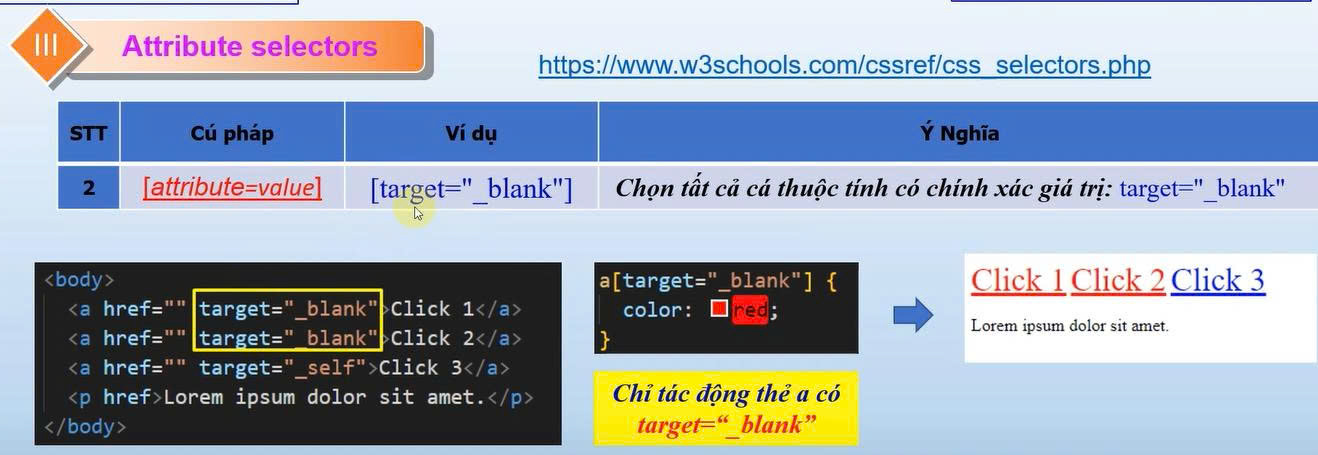 III
Attribute selectors
https://www.w3schools.com/cssref/css_selectors.php
STT Cú pháp Ví dụ Ý Nghĩa
2 [attribute=value] [target="_blank"] Chọn tất cả cá thuộc tính có chính xác giá trị: target="_blank"
<body>
<a href="" target="_blank">Click 1</a>
<a href="" target="_blank">Click 2</a>
<a href="" target="_self">Click 3</a>
<p href>Lorem ipsum dolor sit amet.</p>
</body>
a[target="_blank"] {
color: red;
}
Chỉ tác động thẻ a có
target=“_blank”
Click 1 Click 2 Click 3
Lorem ipsum dolor sit amet.